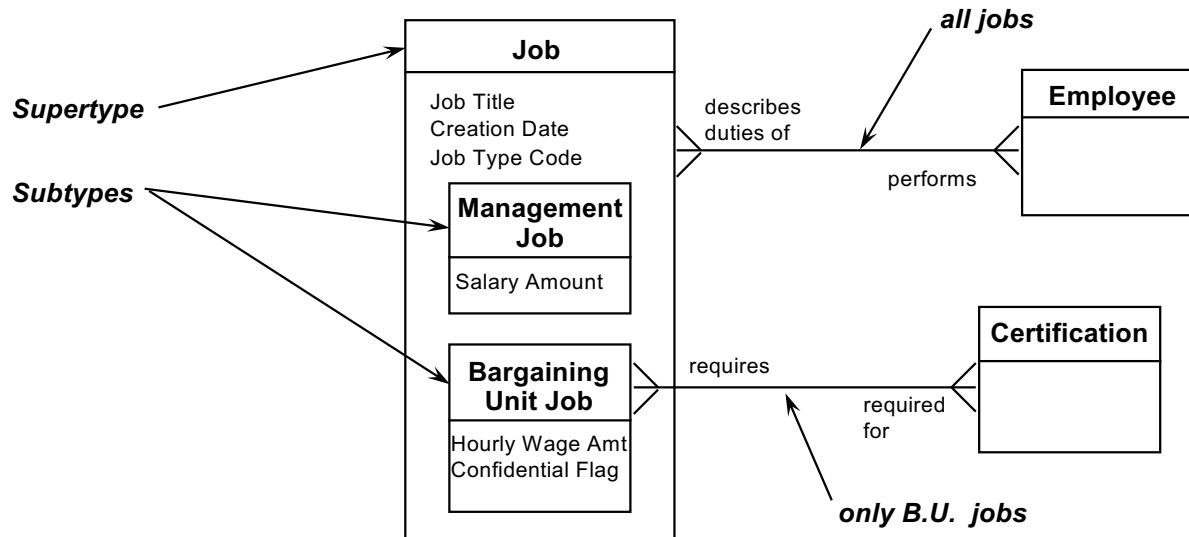 all jobs
Job
Supertype
Job Title
Creation Date
Job Type Code
describes
duties of
Employee
performs
Subtypes
Management
Job
Salary Amount
Bargaining
Unit Job
Hourly Wage Amt
Confidential Flag
requires
required
for
Certification
only B.U. jobs